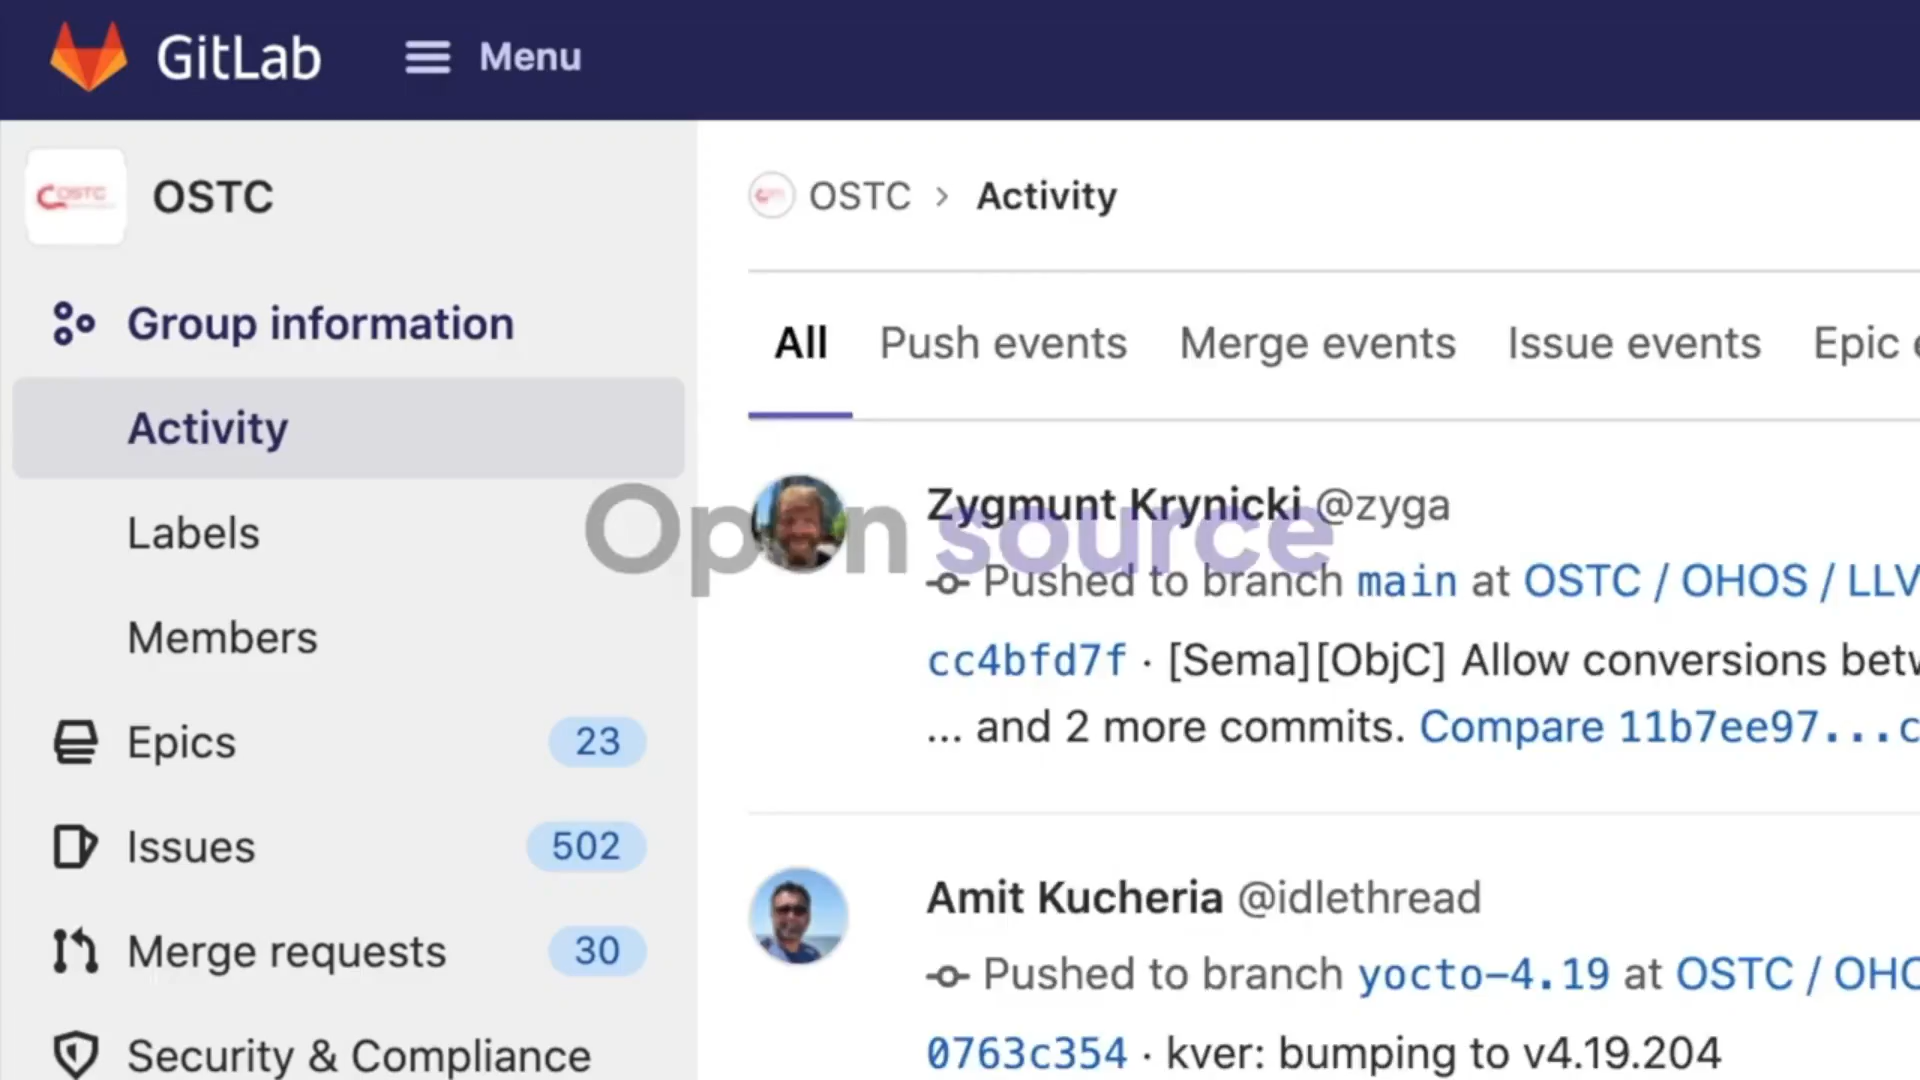 GitLab
Menu
OSTC
OSTC
OSTC › Activity
Group information
Activity
Labels
Members
Epics 23
Issues 502
Merge requests 30
Security & Compliance
All Push events Merge events Issue events Epic
Open source
Zygmunt Krynicki @zyga
Pushed to branch main at OSTC / OHOS / LLV
cc4bfd7f · [Sema][ObjC] Allow conversions betw
... and 2 more commits. Compare 11b7ee97...c
Amit Kucheria @idlethread
Pushed to branch yocto-4.19 at OSTC / OHO
0763c354 · kver: bumping to v4.19.204